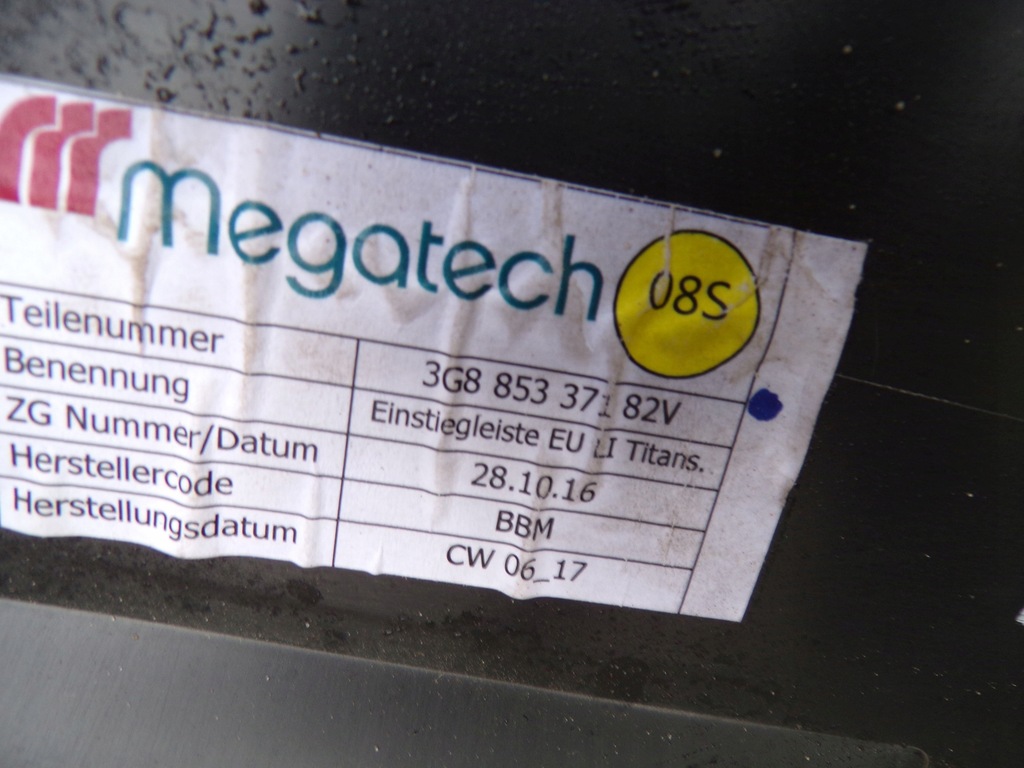 megatech
08S
Teilenummer 3G8 853 371 82V
Benennung Einstiegleiste EU LI Titans.
ZG Nummer/Datum 28.10.16
Herstellercode BBM
Herstellungsdatum CW 06_17